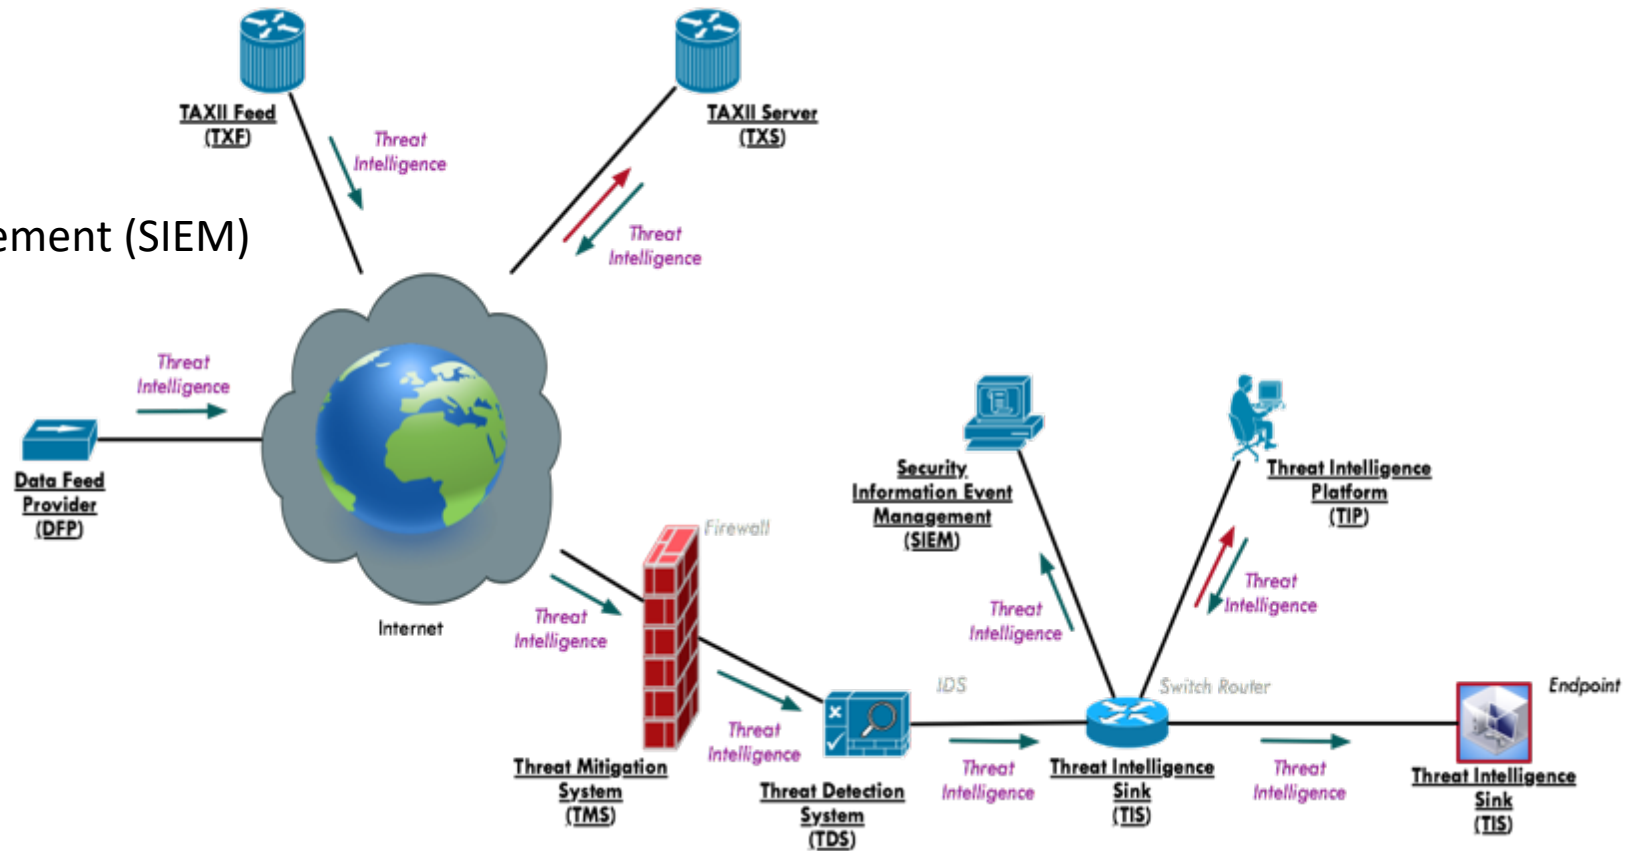 TAXII Feed
(TXF)
Threat
Intelligence
TAXII Server
(TXS)
Threat
Intelligence
ement (SIEM)
Threat
Intelligence
Data Feed
Provider
(DFP)
Internet
Threat
Intelligence
Firewall
Threat Mitigation
System
(TMS)
Threat
Intelligence
IDS
Threat Detection
System
(TDS)
Threat
Intelligence
Security
Information Event
Management
(SIEM)
Threat
Intelligence
Threat Intelligence
Platform
(TIP)
Threat
Intelligence
Switch Router
Threat Intelligence
Sink
(TIS)
Threat
Intelligence
Endpoint
Threat Intelligence
Sink
(TIS)